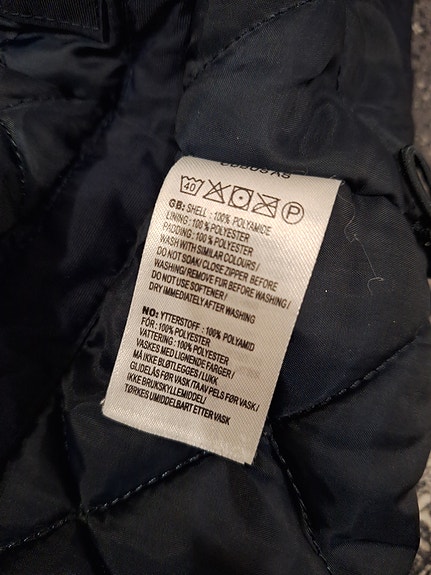 40 P
GB: SHELL : 100% POLYAMIDE
LINING : 100 % POLYESTER
PADDING : 100 % POLYESTER
WASH WITH SIMILAR COLOURS /
DO NOT SOAK/ CLOSE ZIPPER BEFORE
WASHING/ REMOVE FUR BEFORE WASHING/
DO NOT USE SOFTENER/
DRY IMMEDIATELY AFTER WASHING
NO: YTTERSTOFF : 100% POLYAMID
FÓR : 100% POLYESTER
VATTERING : 100% POLYESTER
VASKES MED LIGNENDE FARGER /
MÅ IKKE BLØTLEGGES / LUKK
GLIDELÅS FØR VASK/TA AV PELS FØR VASK/
IKKE BRUK SKYLLEMIDDEL/
TØRKES UMIDDELBART ETTER VASK